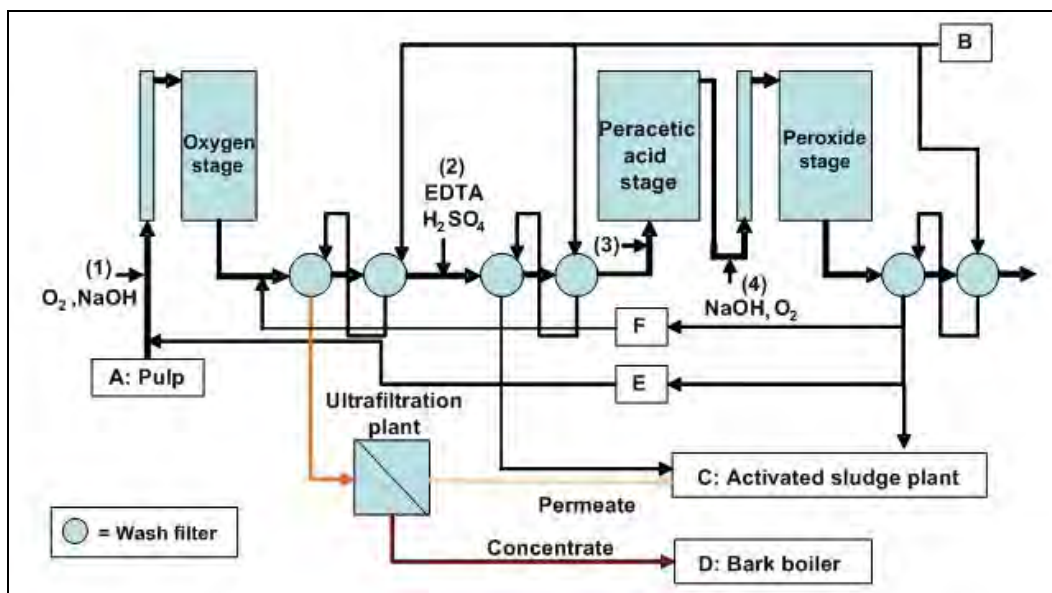 B
Oxygen
stage
Peracetic
acid
stage
Peroxide
stage
(2)
EDTA
H₂SO₄
(1)
O₂ ,NaOH
(3)
(4)
NaOH, O₂
F
A: Pulp
E
Ultrafiltration
plant
C: Activated sludge plant
Permeate
= Wash filter
Concentrate
D: Bark boiler